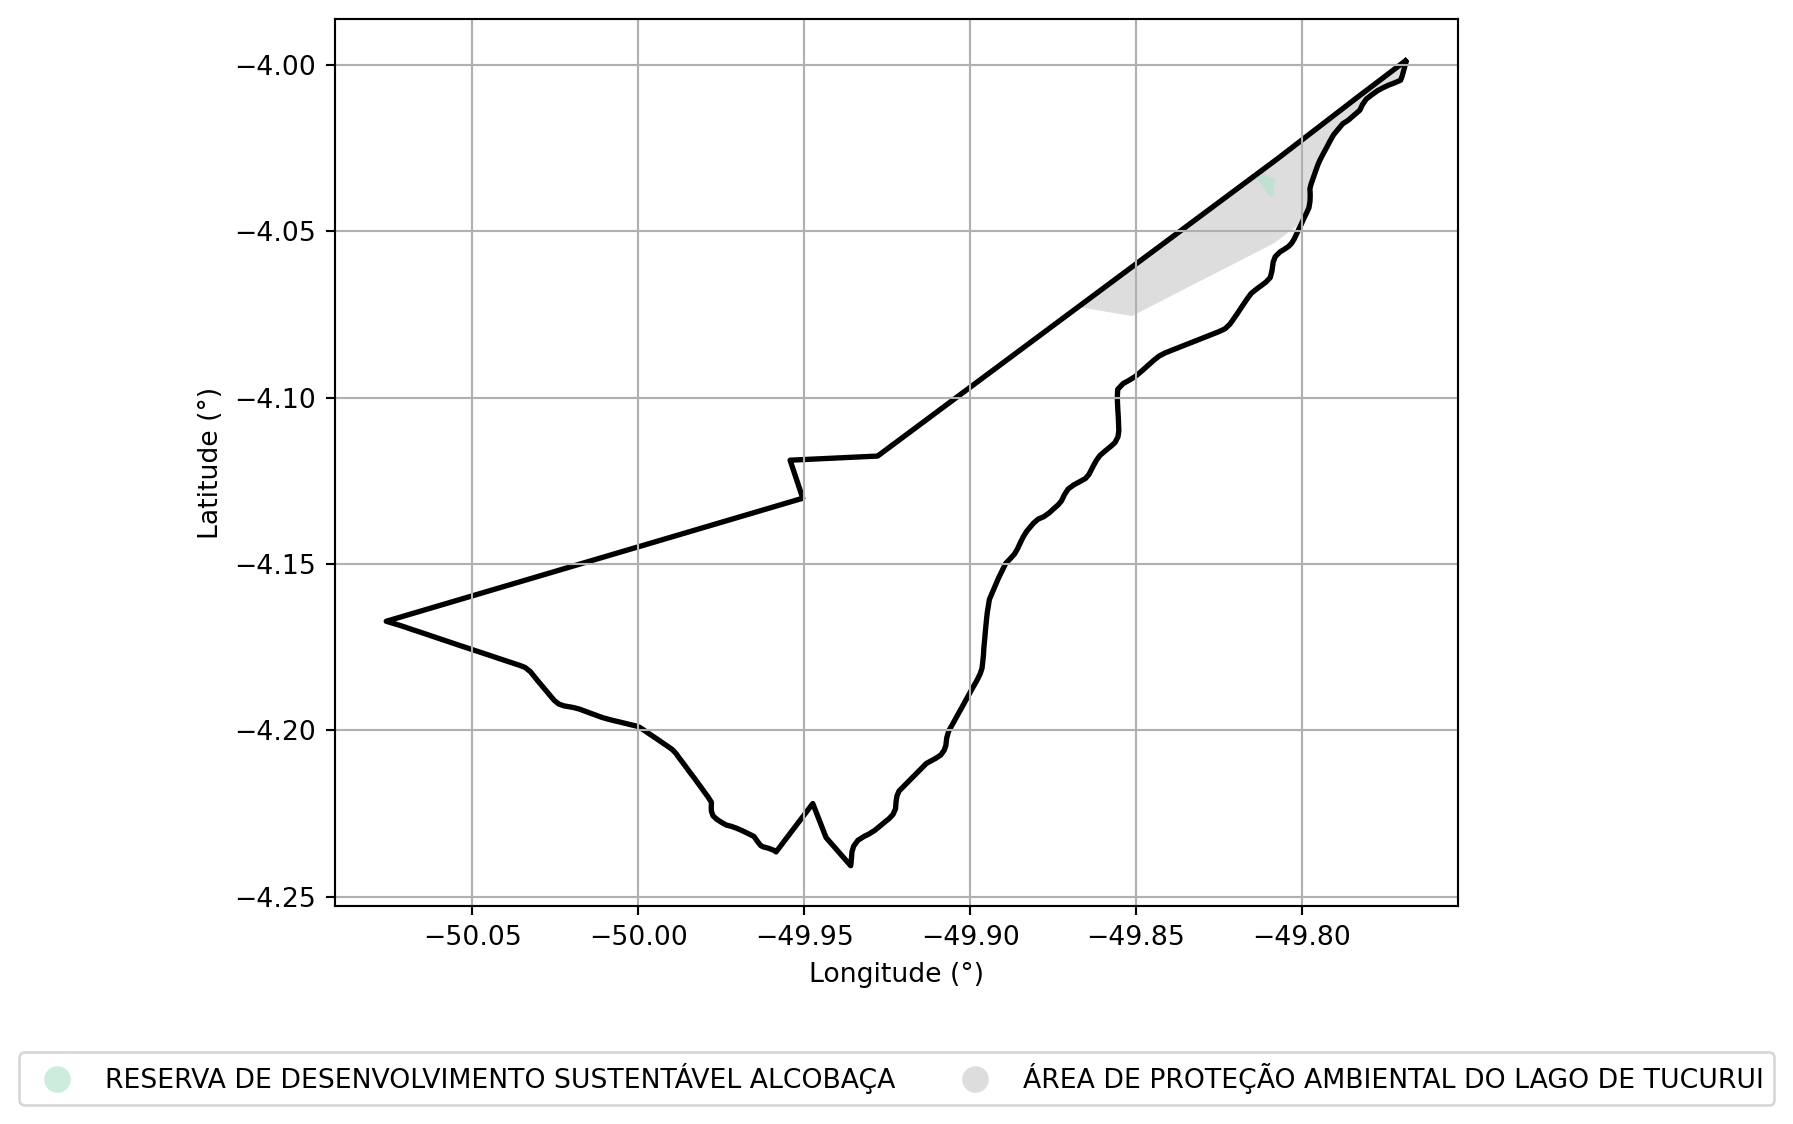 −4.00
−4.05
−4.10
−4.15
−4.20
−4.25
Latitude (°)
−50.05 −50.00 −49.95 −49.90 −49.85 −49.80
Longitude (°)
RESERVA DE DESENVOLVIMENTO SUSTENTÁVEL ALCOBAÇA ÁREA DE PROTEÇÃO AMBIENTAL DO LAGO DE TUCURUI